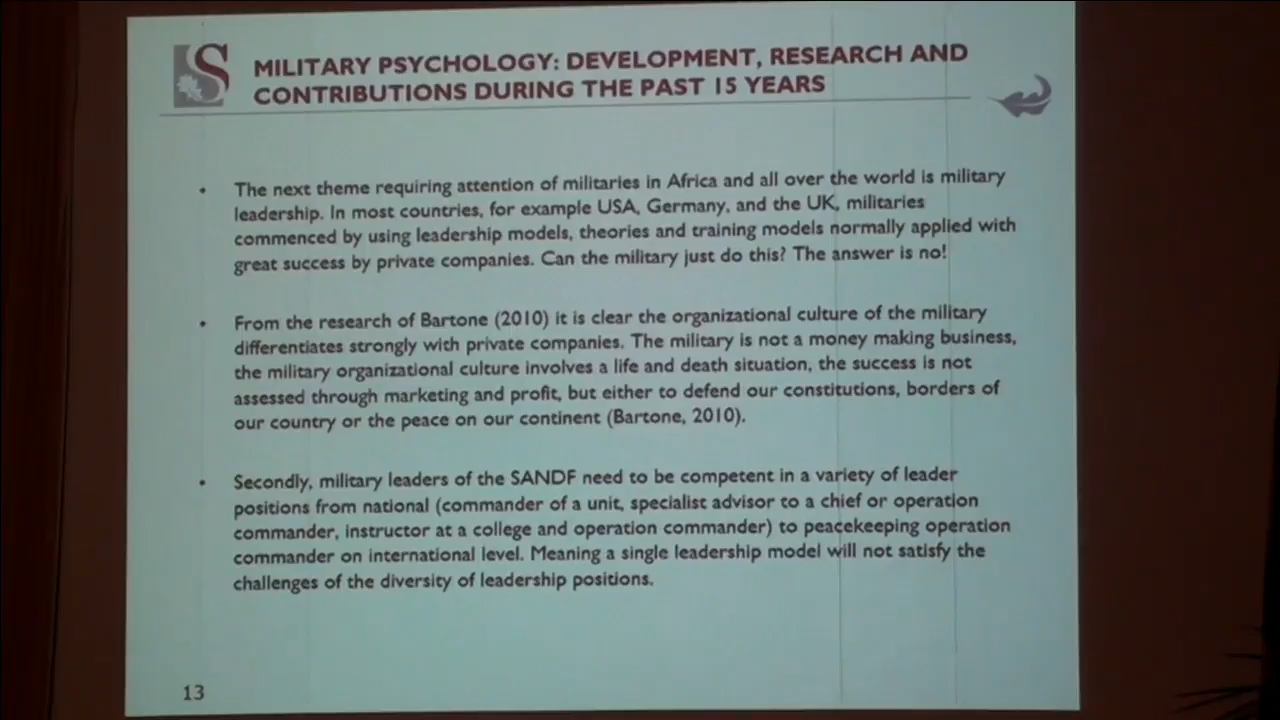 MILITARY PSYCHOLOGY: DEVELOPMENT, RESEARCH AND
CONTRIBUTIONS DURING THE PAST 15 YEARS
• The next theme requiring attention of militaries in Africa and all over the world is military
leadership. In most countries, for example USA, Germany, and the UK, militaries
commenced by using leadership models, theories and training models normally applied with
great success by private companies. Can the military just do this? The answer is no!
• From the research of Bartone (2010) it is clear the organizational culture of the military
differentiates strongly with private companies. The military is not a money making business,
the military organizational culture involves a life and death situation, the success is not
assessed through marketing and profit, but either to defend our constitutions, borders of
our country or the peace on our continent (Bartone, 2010).
• Secondly, military leaders of the SANDF need to be competent in a variety of leader
positions from national (commander of a unit, specialist advisor to a chief or operation
commander, instructor at a college and operation commander) to peacekeeping operation
commander on international level. Meaning a single leadership model will not satisfy the
challenges of the diversity of leadership positions.
13